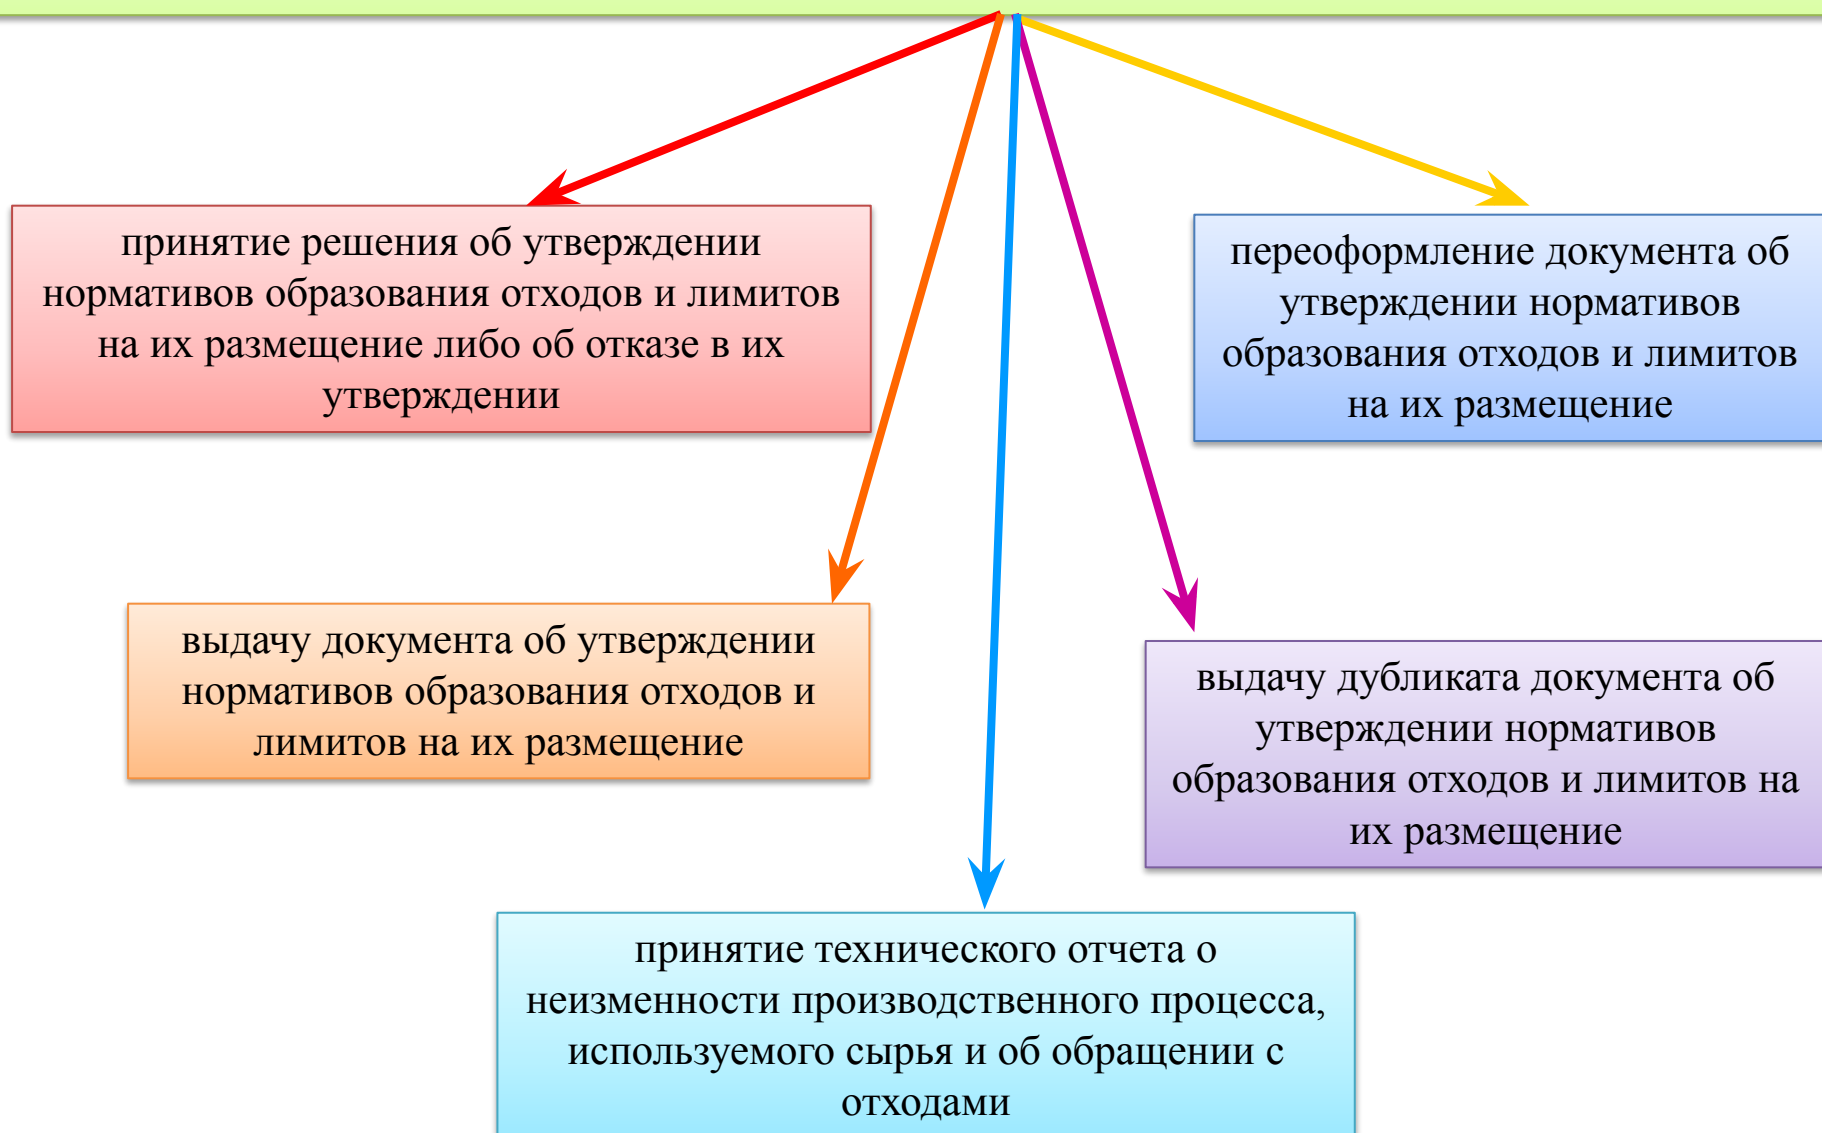 принятие решения об утверждении
нормативов образования отходов и лимитов
на их размещение либо об отказе в их
утверждении
переоформление документа об
утверждении нормативов
образования отходов и лимитов
на их размещение
выдачу документа об утверждении
нормативов образования отходов и
лимитов на их размещение
выдачу дубликата документа об
утверждении нормативов
образования отходов и лимитов на
их размещение
принятие технического отчета о
неизменности производственного процесса,
используемого сырья и об обращении с
отходами